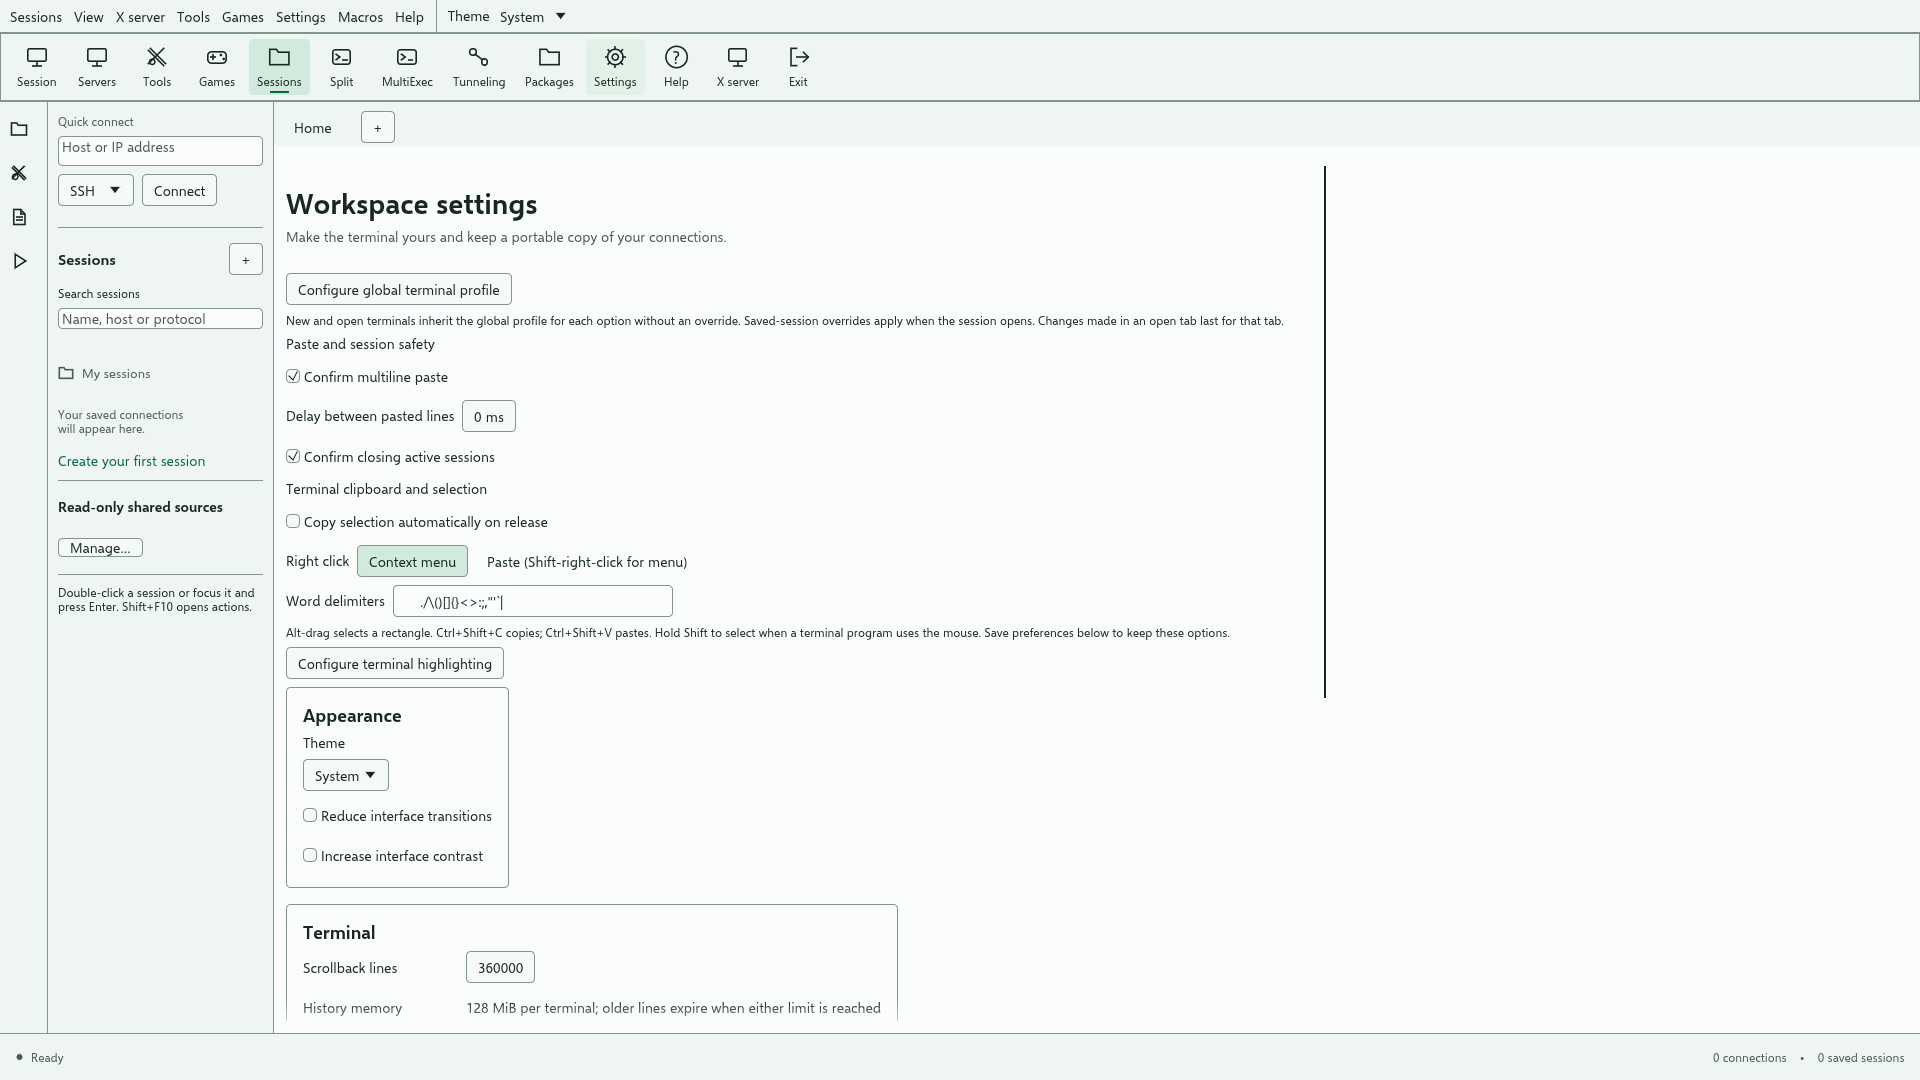 Sessions View X server Tools Games Settings Macros Help Theme System
Session Servers Tools Games Sessions Split MultiExec Tunneling Packages Settings Help X server Exit
Quick connect
Host or IP address
SSH Connect
Sessions +
Search sessions
Name, host or protocol
My sessions
Your saved connections
will appear here.
Create your first session
Read-only shared sources
Manage...
Double-click a session or focus it and
press Enter. Shift+F10 opens actions.
Home +
Workspace settings
Make the terminal yours and keep a portable copy of your connections.
Configure global terminal profile
New and open terminals inherit the global profile for each option without an override. Saved-session overrides apply when the session opens. Changes made in an open tab last for that tab.
Paste and session safety
Confirm multiline paste
Delay between pasted lines 0 ms
Confirm closing active sessions
Terminal clipboard and selection
Copy selection automatically on release
Right click Context menu Paste (Shift-right-click for menu)
Word delimiters ./\()[]{}<>:;,"'`|
Alt-drag selects a rectangle. Ctrl+Shift+C copies; Ctrl+Shift+V pastes. Hold Shift to select when a terminal program uses the mouse. Save preferences below to keep these options.
Configure terminal highlighting
Appearance
Theme
System
Reduce interface transitions
Increase interface contrast
Terminal
Scrollback lines 360000
History memory 128 MiB per terminal; older lines expire when either limit is reached
Ready 0 connections • 0 saved sessions